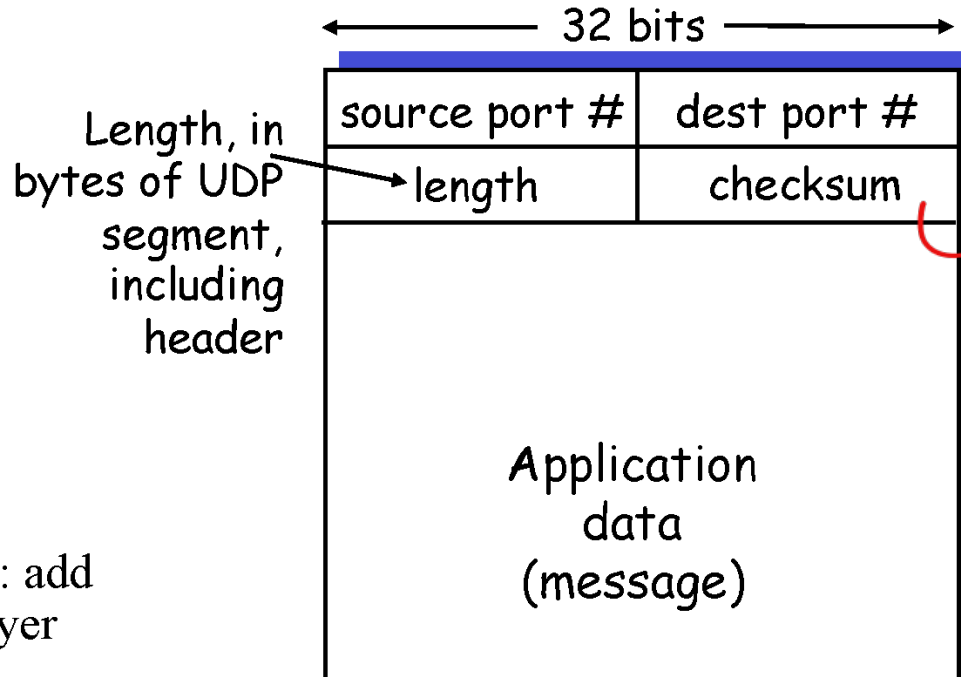 32 bits
source port # dest port #
Length, in
bytes of UDP
segment,
including
header
length checksum
Application
data
(message)
: add
yer